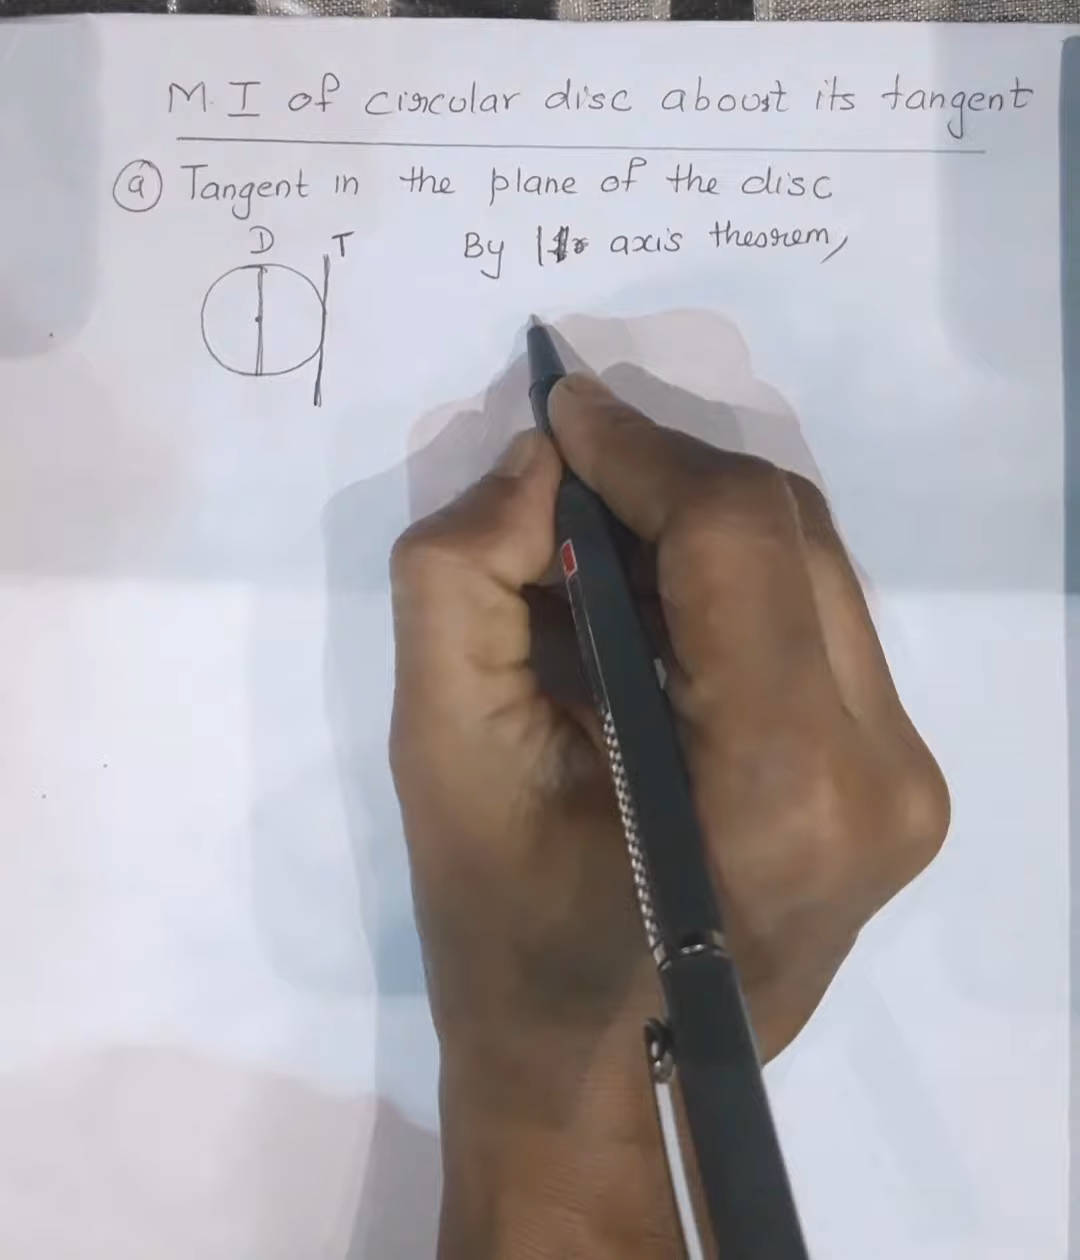 M.I of circular disc about its tangent
(a) Tangent in the plane of the disc
D T
By axis theorem,